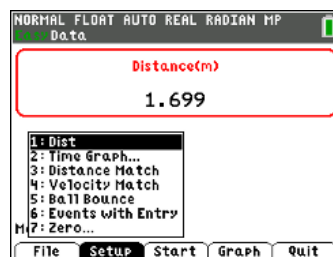 NORMAL FLOAT AUTO REAL RADIAN MP
EasyData
Distance(m)
1.699
1: Dist
2: Time Graph...
3: Distance Match
4: Velocity Match
5: Ball Bounce
6: Events with Entry
7: Zero...
File Setup Start Graph Quit